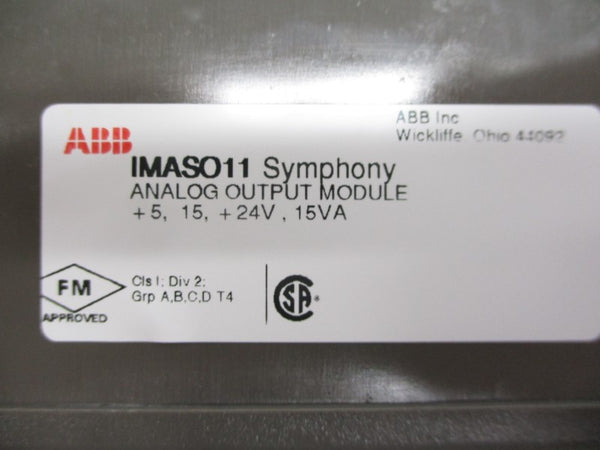 ABB
ABB Inc
Wickliffe, Ohio 44092
IMASO11 Symphony
ANALOG OUTPUT MODULE
+5, 15, +24V, 15VA
FM
APPROVED
Cls I; Div 2;
Grp A,B,C,D T4
CSA®